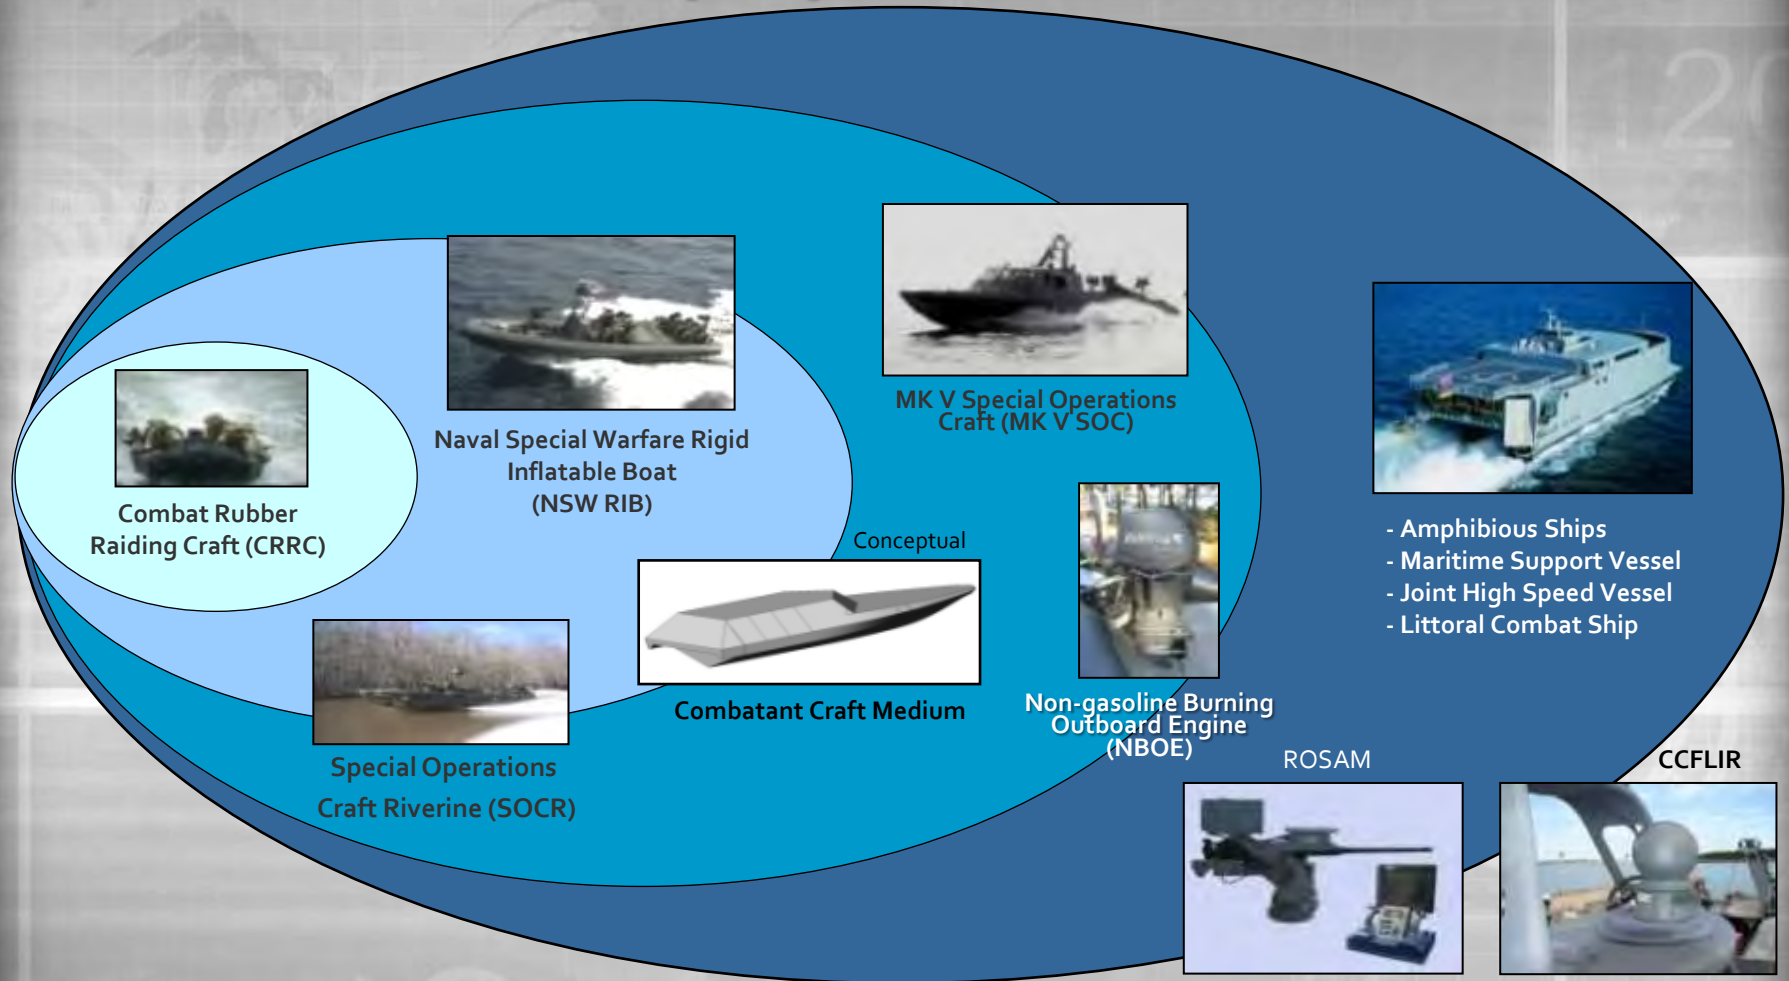 120
Combat Rubber
Raiding Craft (CRRC)
Naval Special Warfare Rigid
Inflatable Boat
(NSW RIB)
MK V Special Operations
Craft (MK V SOC)
- Amphibious Ships
- Maritime Support Vessel
- Joint High Speed Vessel
- Littoral Combat Ship
Conceptual
Combatant Craft Medium
Non-gasoline Burning
Outboard Engine
(NBOE)
Special Operations
Craft Riverine (SOCR)
ROSAM
CCFLIR